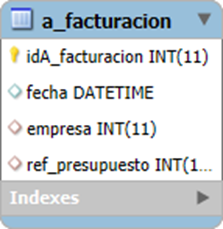 a_facturacion
idA_facturacion INT(11)
fecha DATETIME
empresa INT(11)
ref_presupuesto INT(1...
Indexes